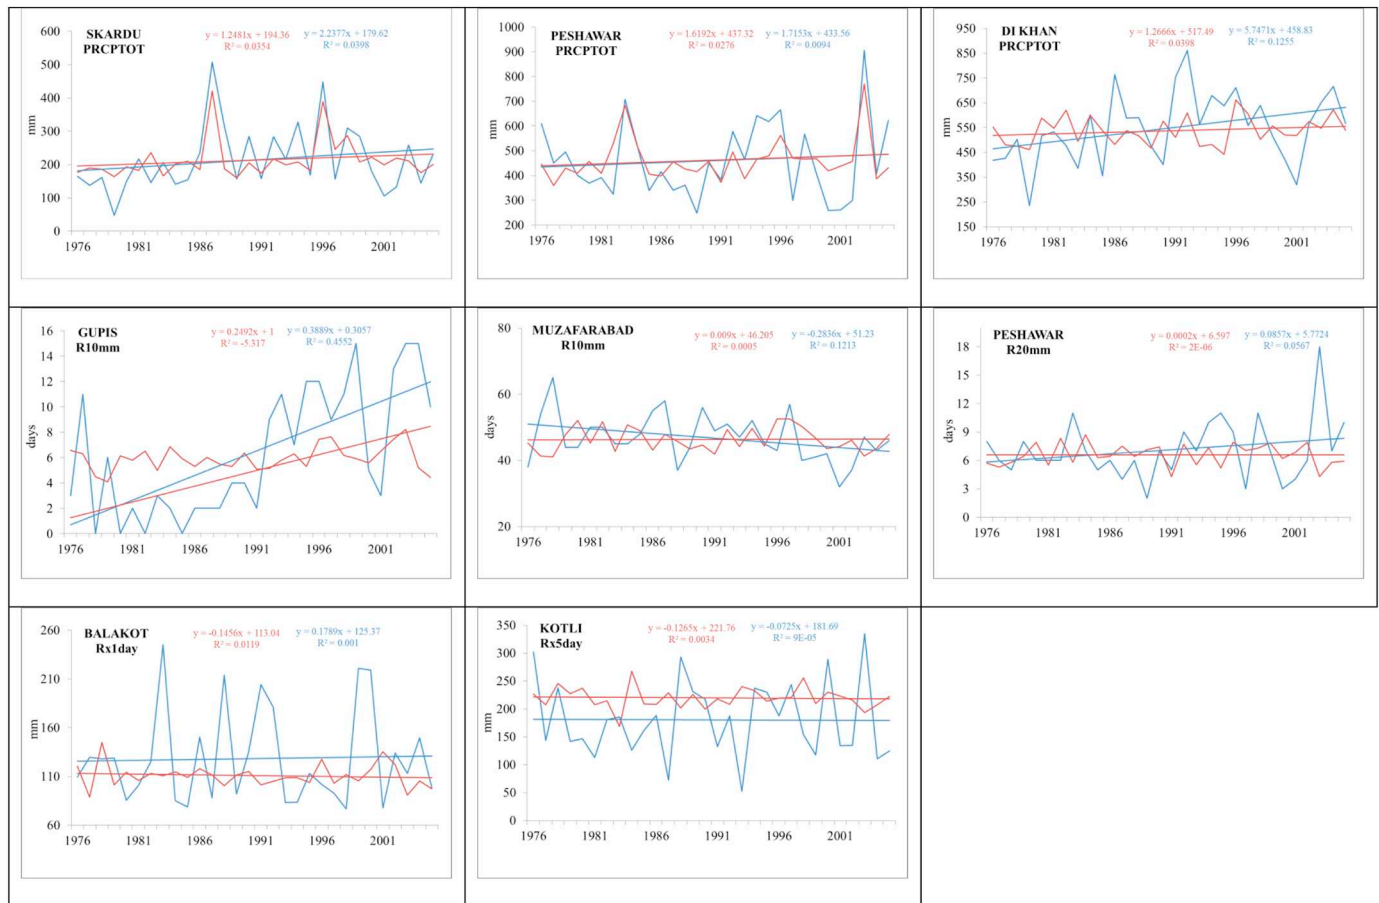 SKARDU
PRCPTOT
y = 1.2481x + 194.36
R² = 0.0354
y = 2.2377x + 179.62
R² = 0.0398
600
500
400
300
200
100
0
mm
1976 1981 1986 1991 1996 2001
PESHAWAR
PRCPTOT
y = 1.6192x + 437.32
R² = 0.0276
y = 1.7153x + 433.56
R² = 0.0094
1000
900
800
700
600
500
400
300
200
mm
1976 1981 1986 1991 1996 2001
DI KHAN
PRCPTOT
y = 1.2666x + 517.49
R² = 0.0398
y = 5.7471x + 458.83
R² = 0.1255
950
850
750
650
550
450
350
250
150
mm
1976 1981 1986 1991 1996 2001
GUPIS
R10mm
y = 0.2492x + 1
R² = -5.317
y = 0.3889x + 0.3057
R² = 0.4552
16
14
12
10
8
6
4
2
0
days
1976 1981 1986 1991 1996 2001
MUZAFARABAD
R10mm
y = 0.009x + 46.205
R² = 0.0005
y = -0.2836x + 51.23
R² = 0.1213
80
60
40
20
days
1976 1981 1986 1991 1996 2001
PESHAWAR
R20mm
y = 0.0002x + 6.597
R² = 2E-06
y = 0.0857x + 5.7724
R² = 0.0567
18
15
12
9
6
3
0
days
1976 1981 1986 1991 1996 2001
BALAKOT
Rx1day
y = -0.1456x + 113.04
R² = 0.0119
y = 0.1789x + 125.37
R² = 0.001
260
210
160
110
60
mm
1976 1981 1986 1991 1996 2001
KOTLI
Rx5day
y = -0.1265x + 221.76
R² = 0.0034
y = -0.0725x + 181.69
R² = 9E-05
350
300
250
200
150
100
50
0
mm
1976 1981 1986 1991 1996 2001